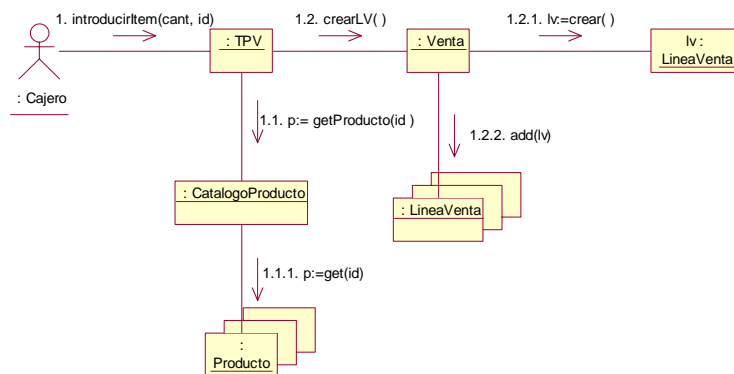 1. introducirItem(cant, id)
1.2. crearLV( )
1.2.1. lv:=crear( )
: TPV
: Venta
lv :
LineaVenta
: Cajero
1.1. p:= getProducto(id )
1.2.2. add(lv)
: CatalogoProducto
: LineaVenta
1.1.1. p:=get(id)
:
Producto